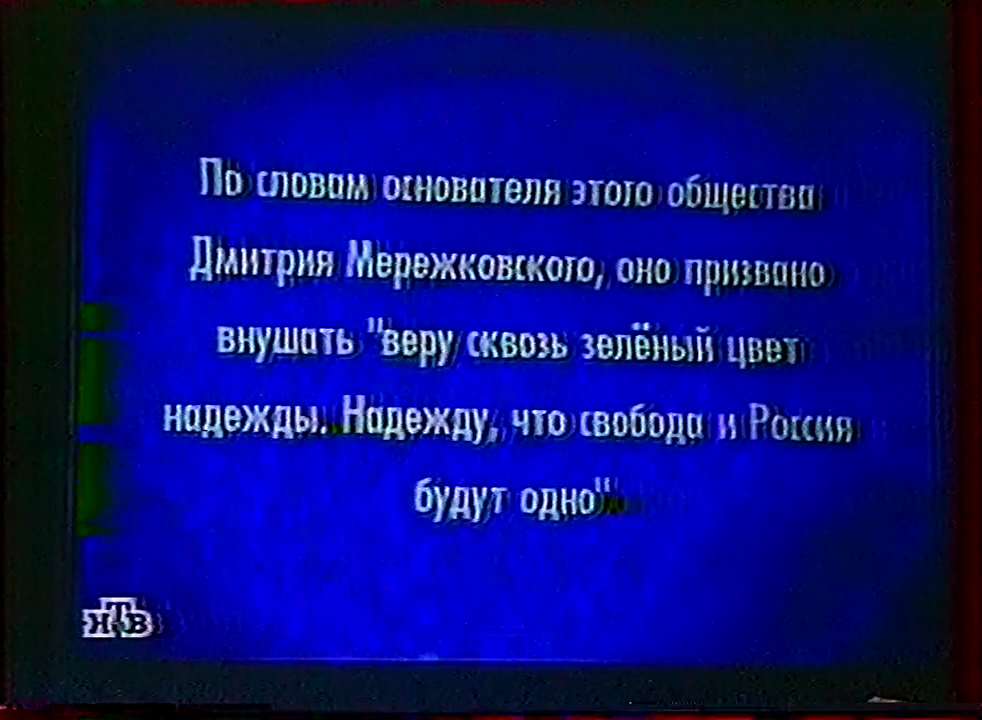 По словам основателя этого общества
Дмитрия Мережковского, оно призвано
внушать "веру сквозь зелёный цвет
надежды. Надежду, что свобода и Россия
будут одно"
НТВ